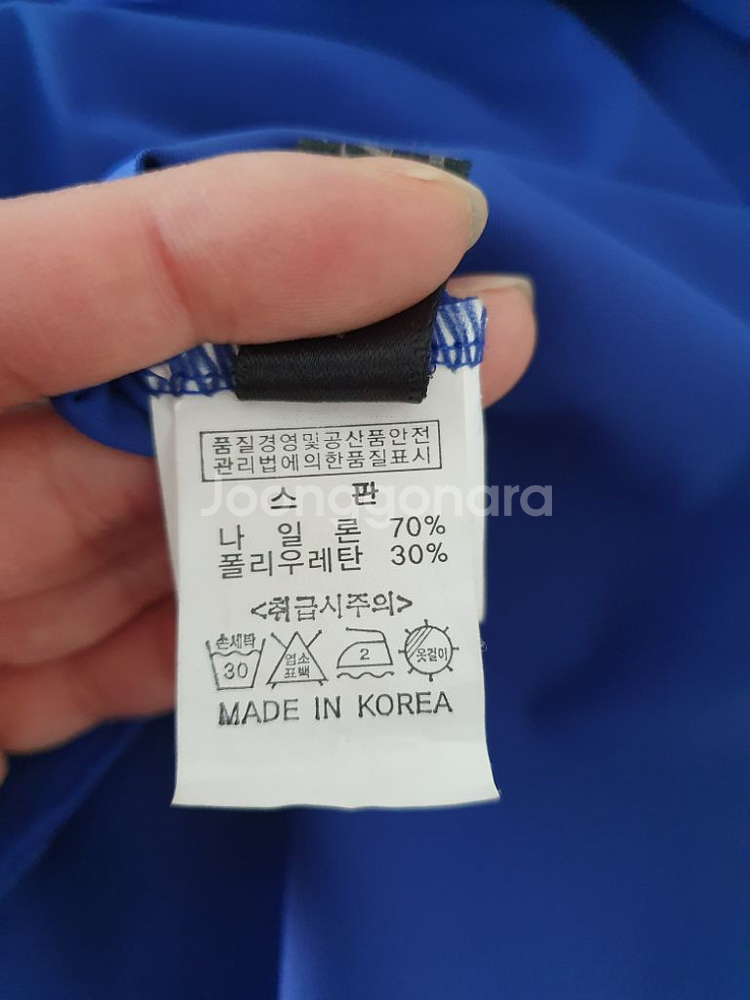 품질경영및공산품안전
관리법에의한품질표시
스 판
Joonggonara
나 일 론 70%
폴리우레탄 30%
<취급시주의>
손세탁
30
염소
표백
2
옷걸이
MADE IN KOREA